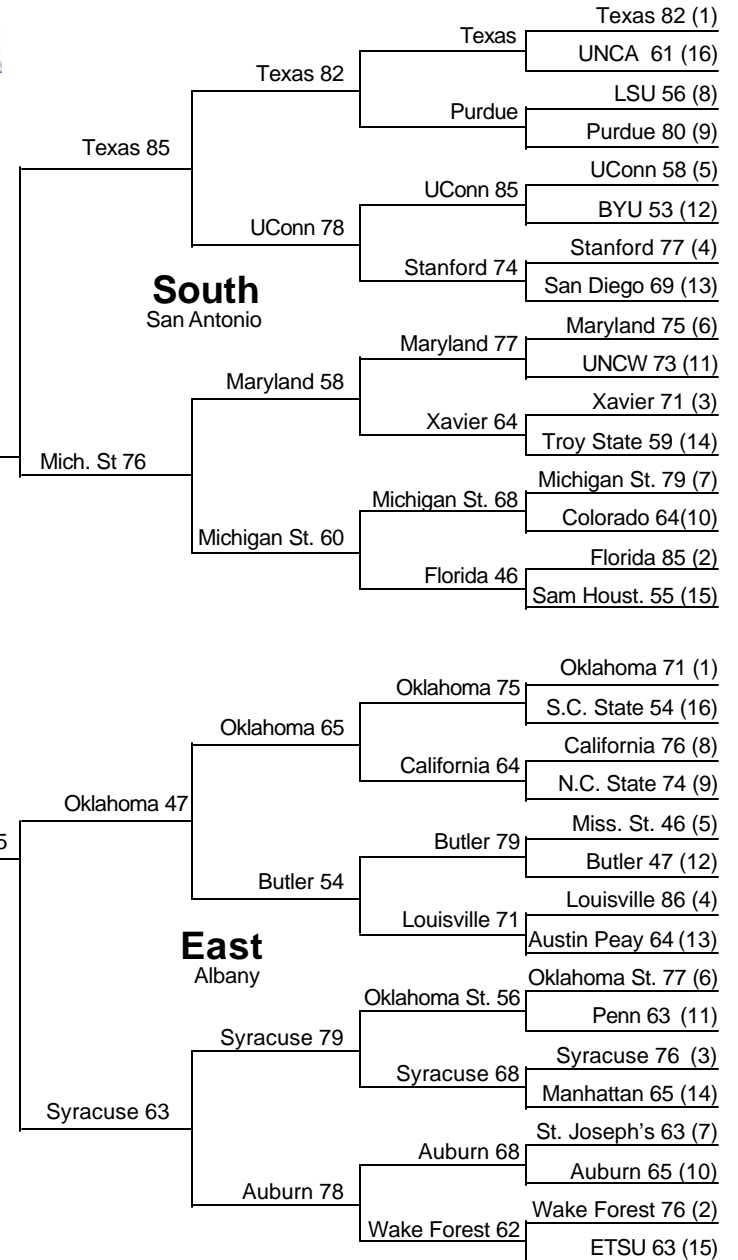 Texas 82 (1)
Texas
UNCA 61 (16)
Texas 82
LSU 56 (8)
Purdue
Purdue 80 (9)
Texas 85
UConn 58 (5)
UConn 85
BYU 53 (12)
UConn 78
Stanford 77 (4)
Stanford 74
San Diego 69 (13)
South
San Antonio
Maryland 75 (6)
Maryland 77
UNCW 73 (11)
Maryland 58
Xavier 71 (3)
Xavier 64
Troy State 59 (14)
Mich. St 76
Michigan St. 79 (7)
Michigan St. 68
Colorado 64(10)
Michigan St. 60
Florida 85 (2)
Florida 46
Sam Houst. 55 (15)
Oklahoma 71 (1)
Oklahoma 75
S.C. State 54 (16)
Oklahoma 65
California 76 (8)
California 64
N.C. State 74 (9)
Oklahoma 47
Miss. St. 46 (5)
5
Butler 79
Butler 47 (12)
Butler 54
Louisville 86 (4)
Louisville 71
Austin Peay 64 (13)
East
Albany
Oklahoma St. 77 (6)
Oklahoma St. 56
Penn 63 (11)
Syracuse 79
Syracuse 76 (3)
Syracuse 68
Manhattan 65 (14)
Syracuse 63
St. Joseph's 63 (7)
Auburn 68
Auburn 65 (10)
Auburn 78
Wake Forest 76 (2)
Wake Forest 62
ETSU 63 (15)